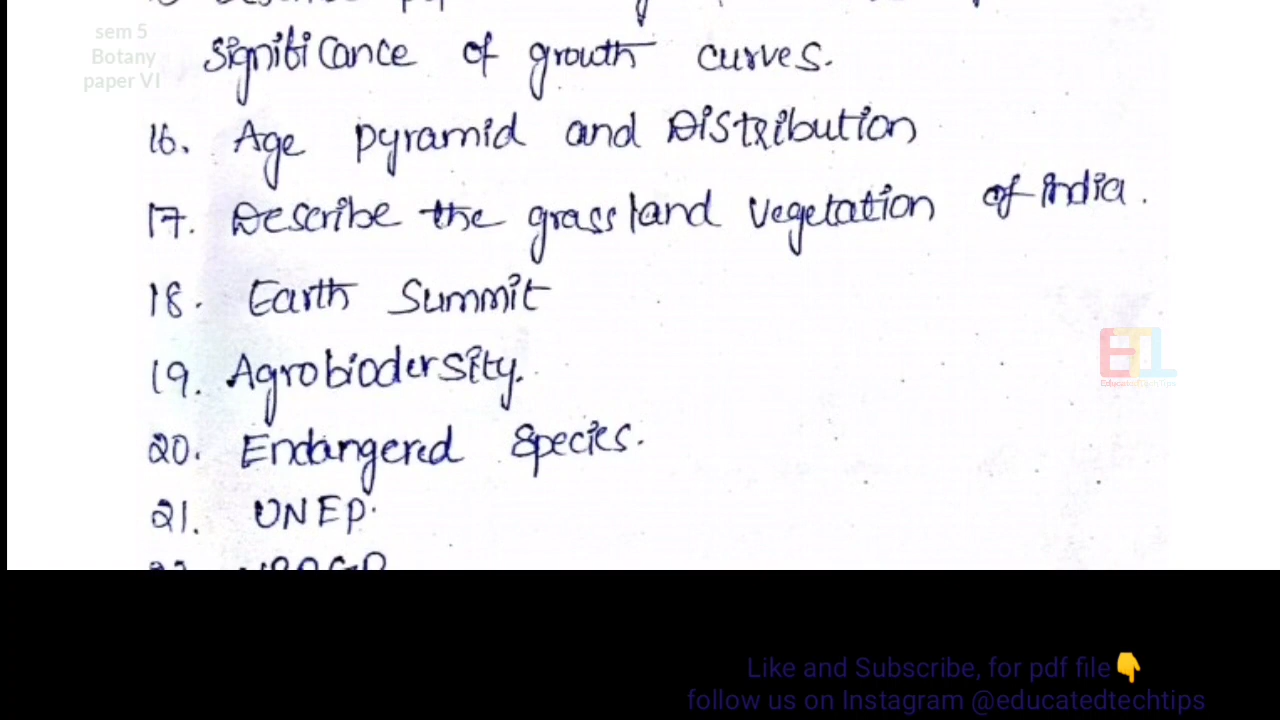 sem 5
Botany
paper VI
significance of growth curves.
16. Age pyramid and Distribution
17. Describe the grassland vegetation of india.
18. Earth Summit
19. Agrobiodersity.
20. Endangered Species.
21. UNEP.
ETL
EducatedTechTips
Like and Subscribe, for pdf file👇
follow us on Instagram @educatedtechtips